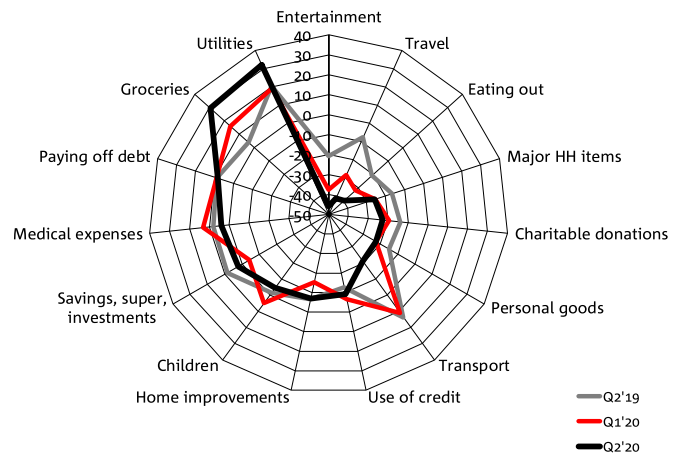 Entertainment
40
Utilities
Travel
30
20
Groceries
Eating out
10
0
-10
Paying off debt
Major HH items
-20
-30
-40
-50
Medical expenses
Charitable donations
Savings, super,
investments
Personal goods
Children
Transport
Home improvements
Use of credit
Q2'19
Q1'20
Q2'20